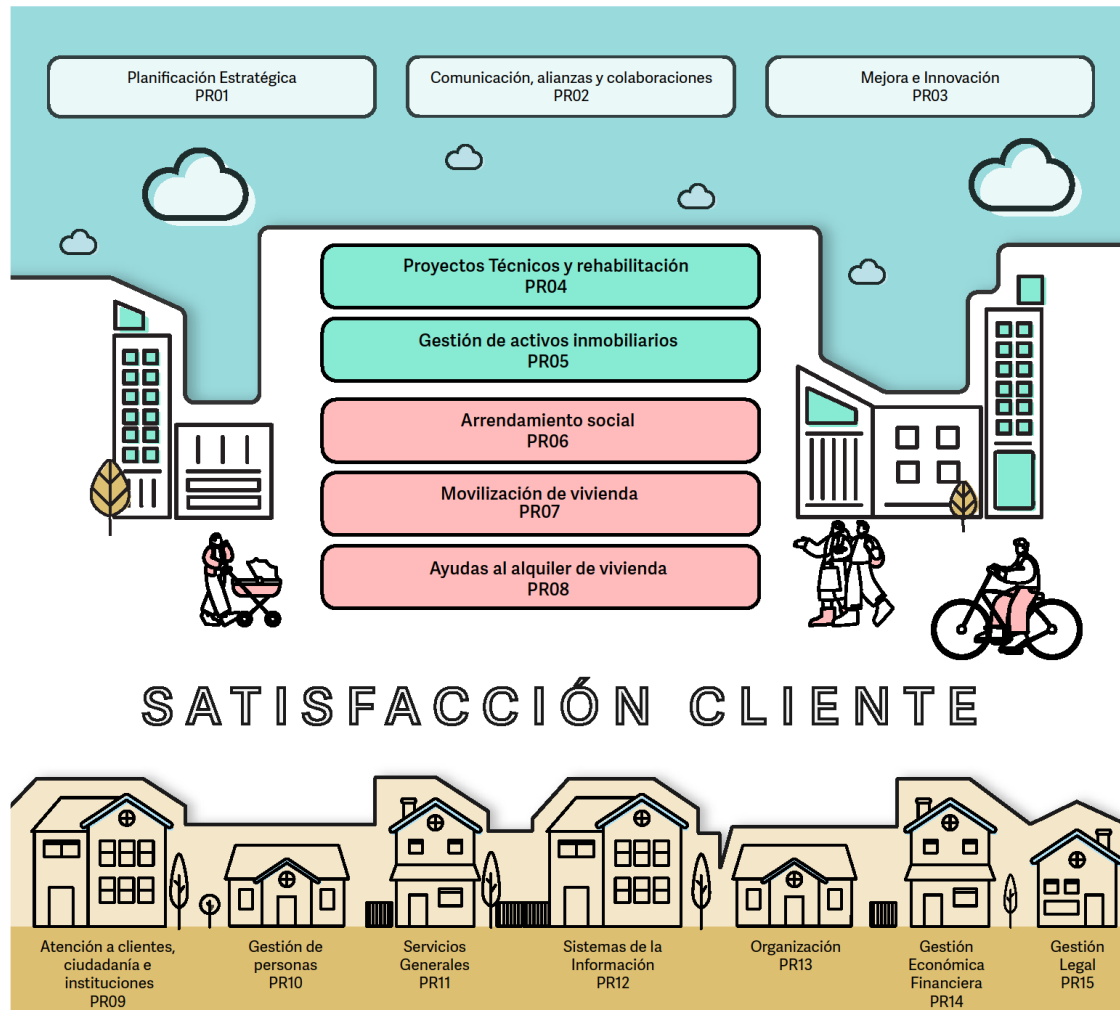 Planificación Estratégica
PR01
Comunicación, alianzas y colaboraciones
PR02
Mejora e Innovación
PR03
Proyectos Técnicos y rehabilitación
PR04
Gestión de activos inmobiliarios
PR05
Arrendamiento social
PR06
Movilización de vivienda
PR07
Ayudas al alquiler de vivienda
PR08
SATISFACCIÓN CLIENTE
Atención a clientes,
ciudadanía e
instituciones
PR09
Gestión de
personas
PR10
Servicios
Generales
PR11
Sistemas de la
Información
PR12
Organización
PR13
Gestión
Económica
Financiera
PR14
Gestión
Legal
PR15